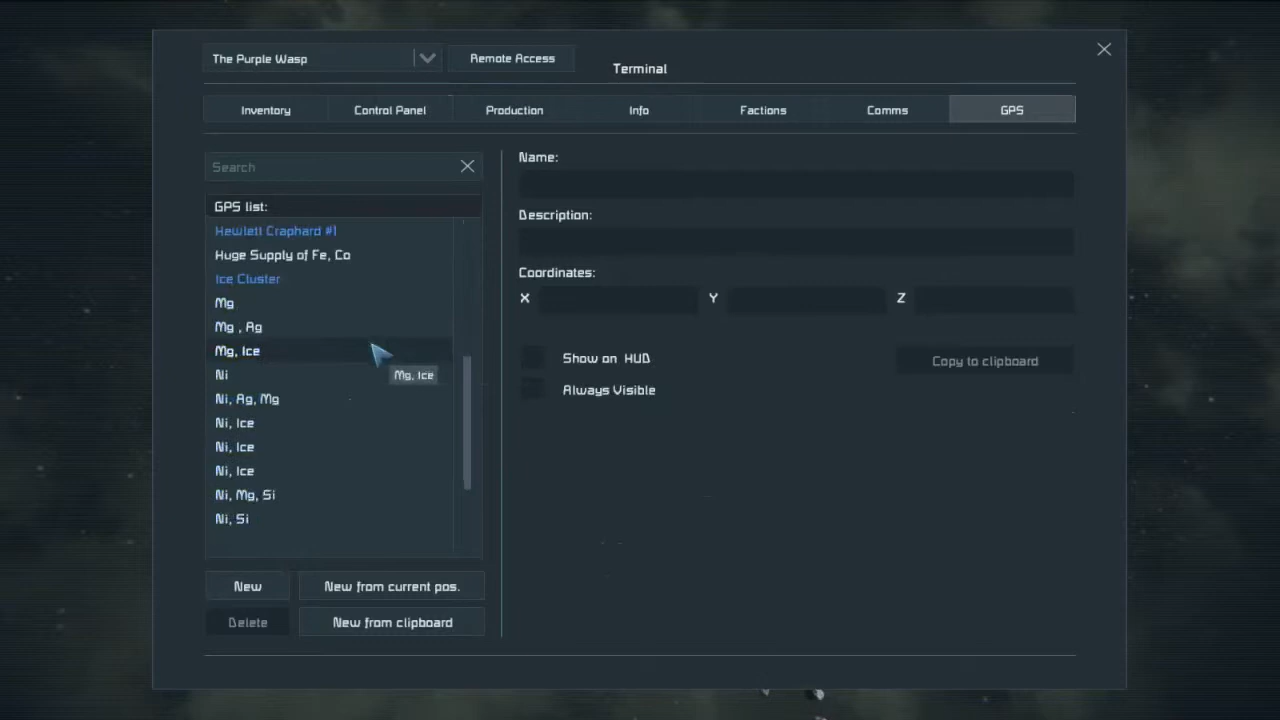 The Purple Wasp
Remote Access
Terminal
Inventory
Control Panel
Production
Info
Factions
Comms
GPS
Search
GPS list:
Hewlett Craphard #1
Huge Supply of Fe, Co
Ice Cluster
Mg
Mg , Ag
Mg, Ice
Mg, Ice
Ni
Ni, Ag, Mg
Ni, Ice
Ni, Ice
Ni, Ice
Ni, Mg, Si
Ni, Si
New
New from current pos.
Delete
New from clipboard
Name:
Description:
Coordinates:
X
Y
Z
Show on HUD
Copy to clipboard
Always Visible